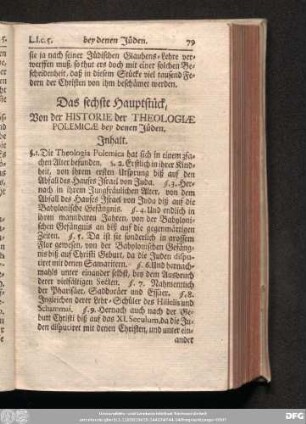 L.I.c.5. bey denen Jüden. 79
sie ja nach seiner Jüdischen Glaubens-Lehre ver-
werffen muß, so thut ers doch mit einer solchen Be-
scheidenheit, daß in diesem Stücke viel tausend Fe-
dern der Christen von ihm beschämet werden.
Das sechste Hauptstück,
Von der HISTORIE der THEOLOGIÆ
POLEMICÆ bey denen Jüden.
Inhalt.
§.1. Die Theologia Polemica hat sich in einem
chen Alter befunden. §. 2. Erstlich in ihrer Kind-
heit, von ihrem ersten Ursprung biß auf den
Abfall des Hauses Israel von Juda. §. 3. Her-
nach in ihrem Jungfräulichen Alter, von dem
Abfall des Hauses Israel von Juda biß auf die
Babylonische Gefängnis. §. 4. Und endlich in
ihrem mannbaren Jahren, von der Babyloni-
schen Gefängnis an biß auf die gegenwärtigen
Zeiten. §. 5. Da ist sie sonderlich in grossem
Flor gewesen, von der Babylonischen Gefäng-
nis biß auf Christi Geburt, da die Juden dispu-
tiret mit denen Samaritern. §. 6. Und hernach-
mahls unter einander selbst, bey dem Ausbruch
derer vielfältigen Secten. §. 7. Nahmentlich
der Pharisäer, Sadducäer und Essäer. §. 8.
Ingleichen derer Lehr-Schüler des Hillelis und
Schammai. §. 9. Hernach auch nach der Ge-
burt Christi biß auf das XI. Seculum, da die Ju-
den disputiret mit denen Christen, und unter ein-
ander
DFG